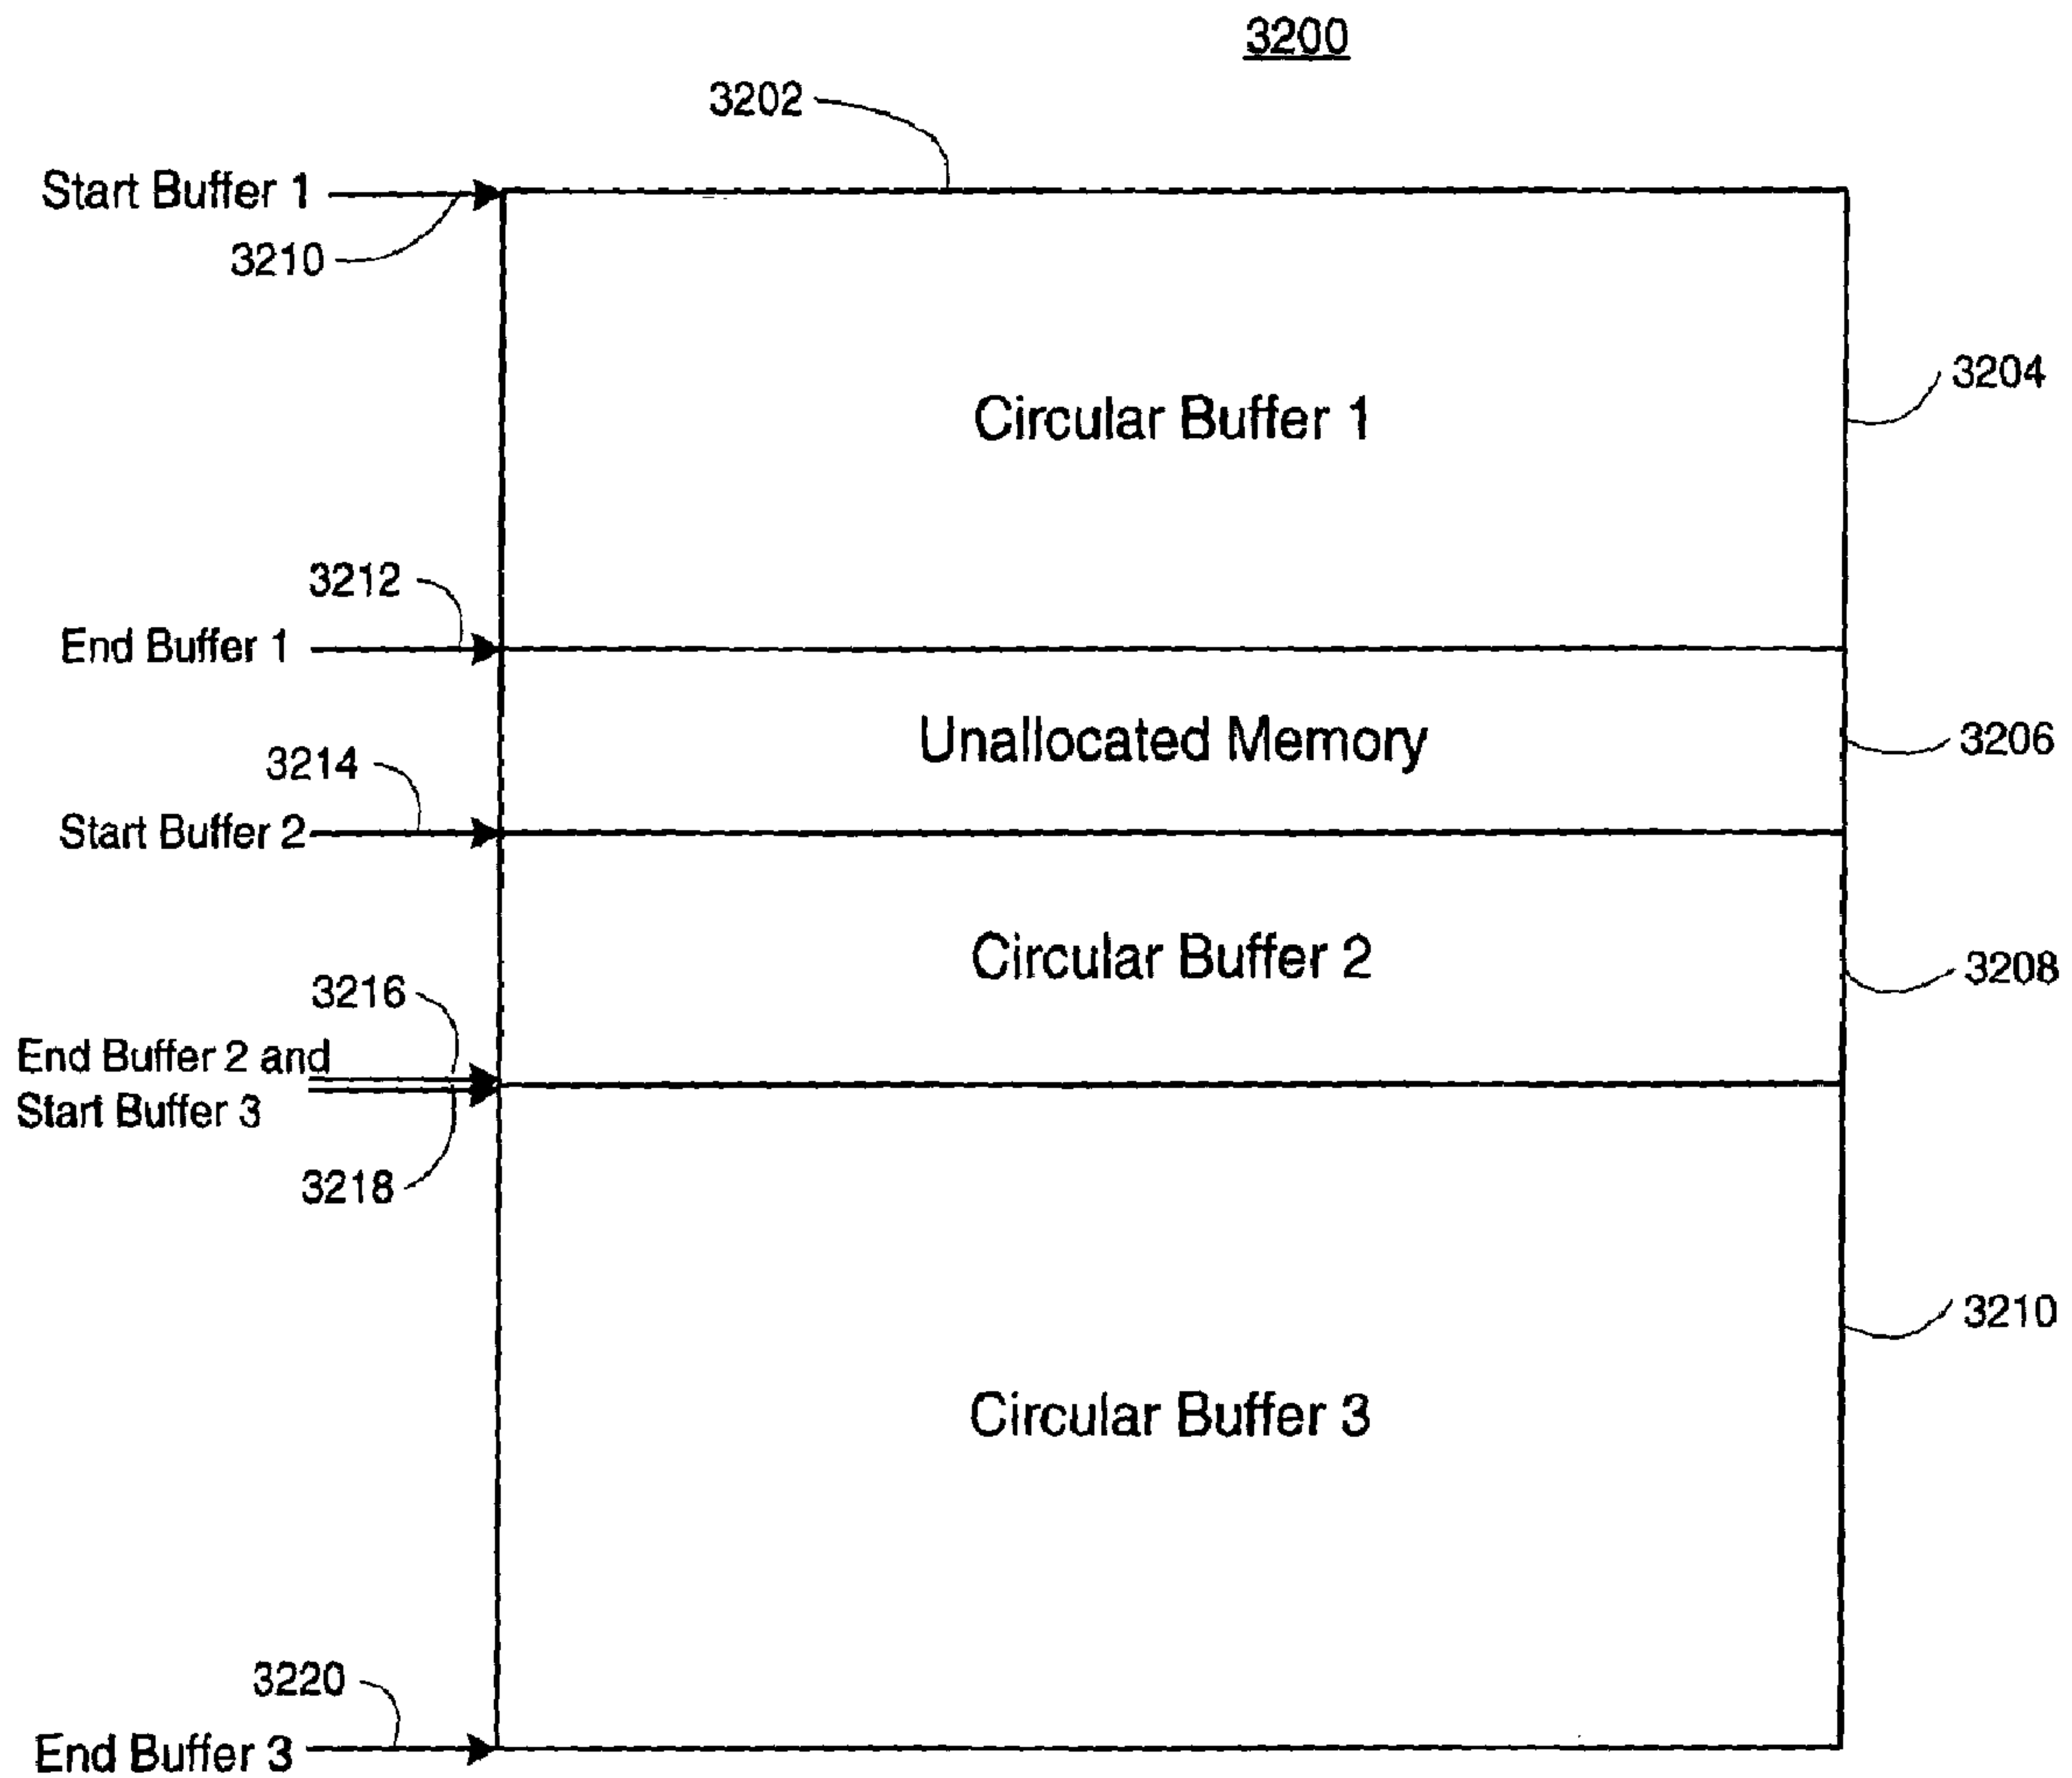 3200
3202
Start Buffer 1
3210
Circular Buffer 1
3204
3212
End Buffer 1
Unallocated Memory
3206
3214
Start Buffer 2
Circular Buffer 2
3208
3216
End Buffer 2 and
Start Buffer 3
3218
3210
Circular Buffer 3
3220
End Buffer 3